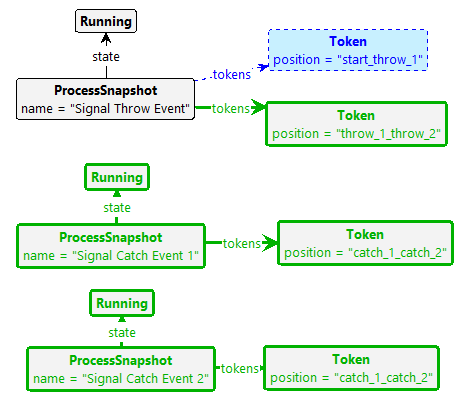 Running
state
Token
position = "start_throw_1"
tokens
ProcessSnapshot
name = "Signal Throw Event"
tokens
Token
position = "throw_1_throw_2"
Running
state
ProcessSnapshot
name = "Signal Catch Event 1"
tokens
Token
position = "catch_1_catch_2"
Running
state
ProcessSnapshot
name = "Signal Catch Event 2"
tokens
Token
position = "catch_1_catch_2"